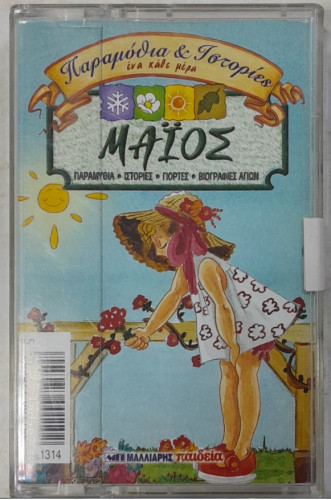 Παραμύθια & Ιστορίες
ένα κάθε μέρα
ΜΑΪΟΣ
ΠΑΡΑΜΥΘΙΑ • ΙΣΤΟΡΙΕΣ • ΓΙΟΡΤΕΣ • ΒΙΟΓΡΑΦΙΕΣ ΑΓΙΩΝ
ΜΑΛΛΙΑΡΗΣ παιδεία
1314